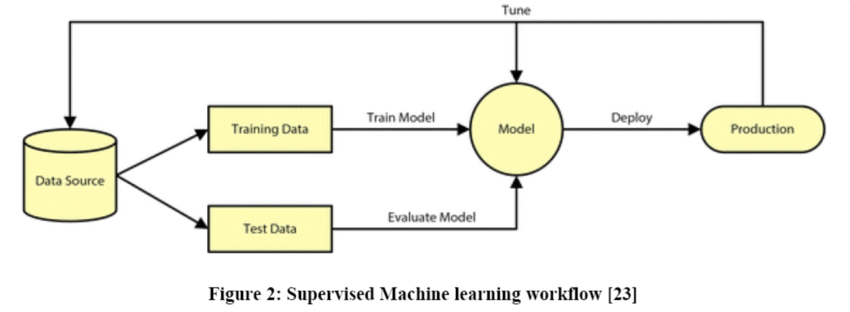 Tune
Training Data
Train Model
Model
Deploy
Production
Data Source
Test Data
Evaluate Model
Figure 2: Supervised Machine learning workflow [23]